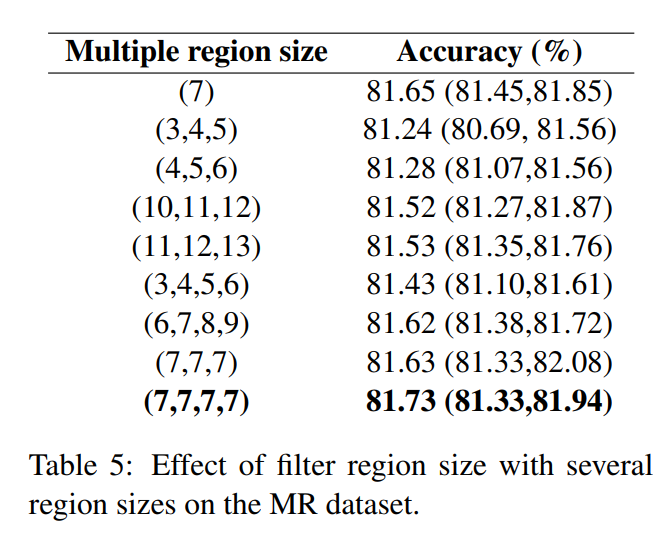 Multiple region size Accuracy (%)
(7) 81.65 (81.45,81.85)
(3,4,5) 81.24 (80.69, 81.56)
(4,5,6) 81.28 (81.07,81.56)
(10,11,12) 81.52 (81.27,81.87)
(11,12,13) 81.53 (81.35,81.76)
(3,4,5,6) 81.43 (81.10,81.61)
(6,7,8,9) 81.62 (81.38,81.72)
(7,7,7) 81.63 (81.33,82.08)
(7,7,7,7) 81.73 (81.33,81.94)
Table 5: Effect of filter region size with several
region sizes on the MR dataset.